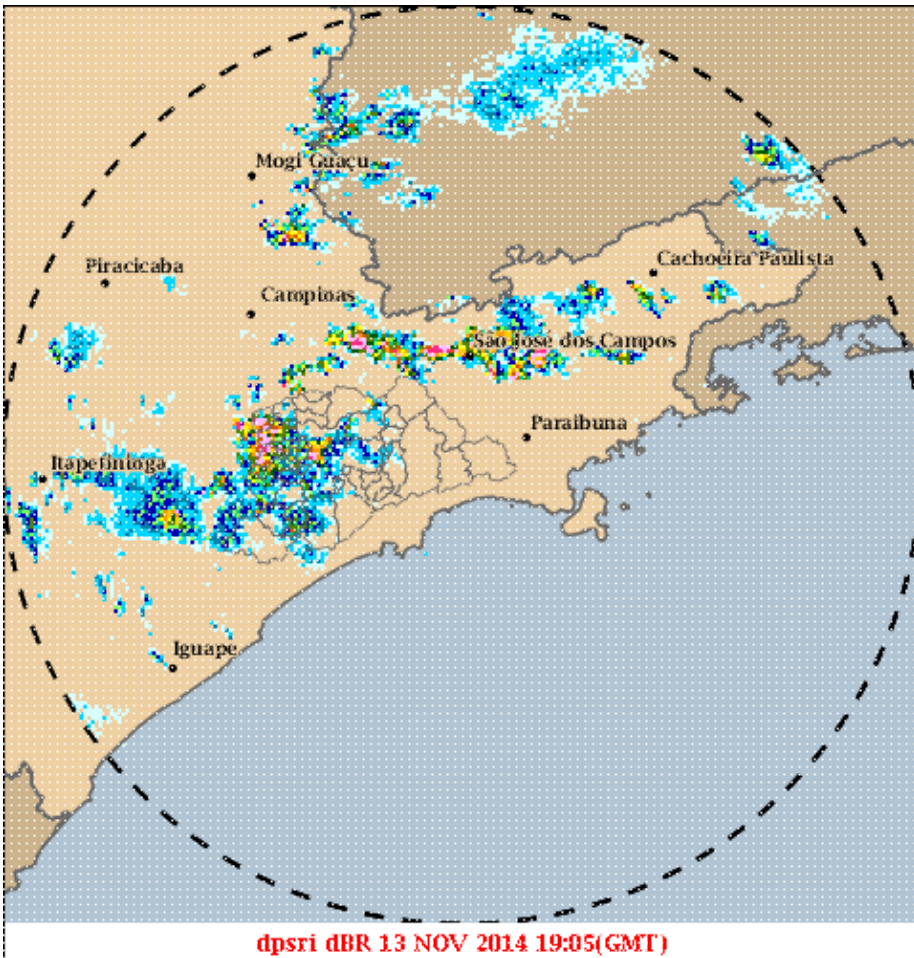 Mogi Guaçu
Cachoeira Paulista
Piracicaba
Campinas
São José dos Campos
Paraibuna
Itapetininga
Iguape
dpsri dBR 13 NOV 2014 19:05(GMT)